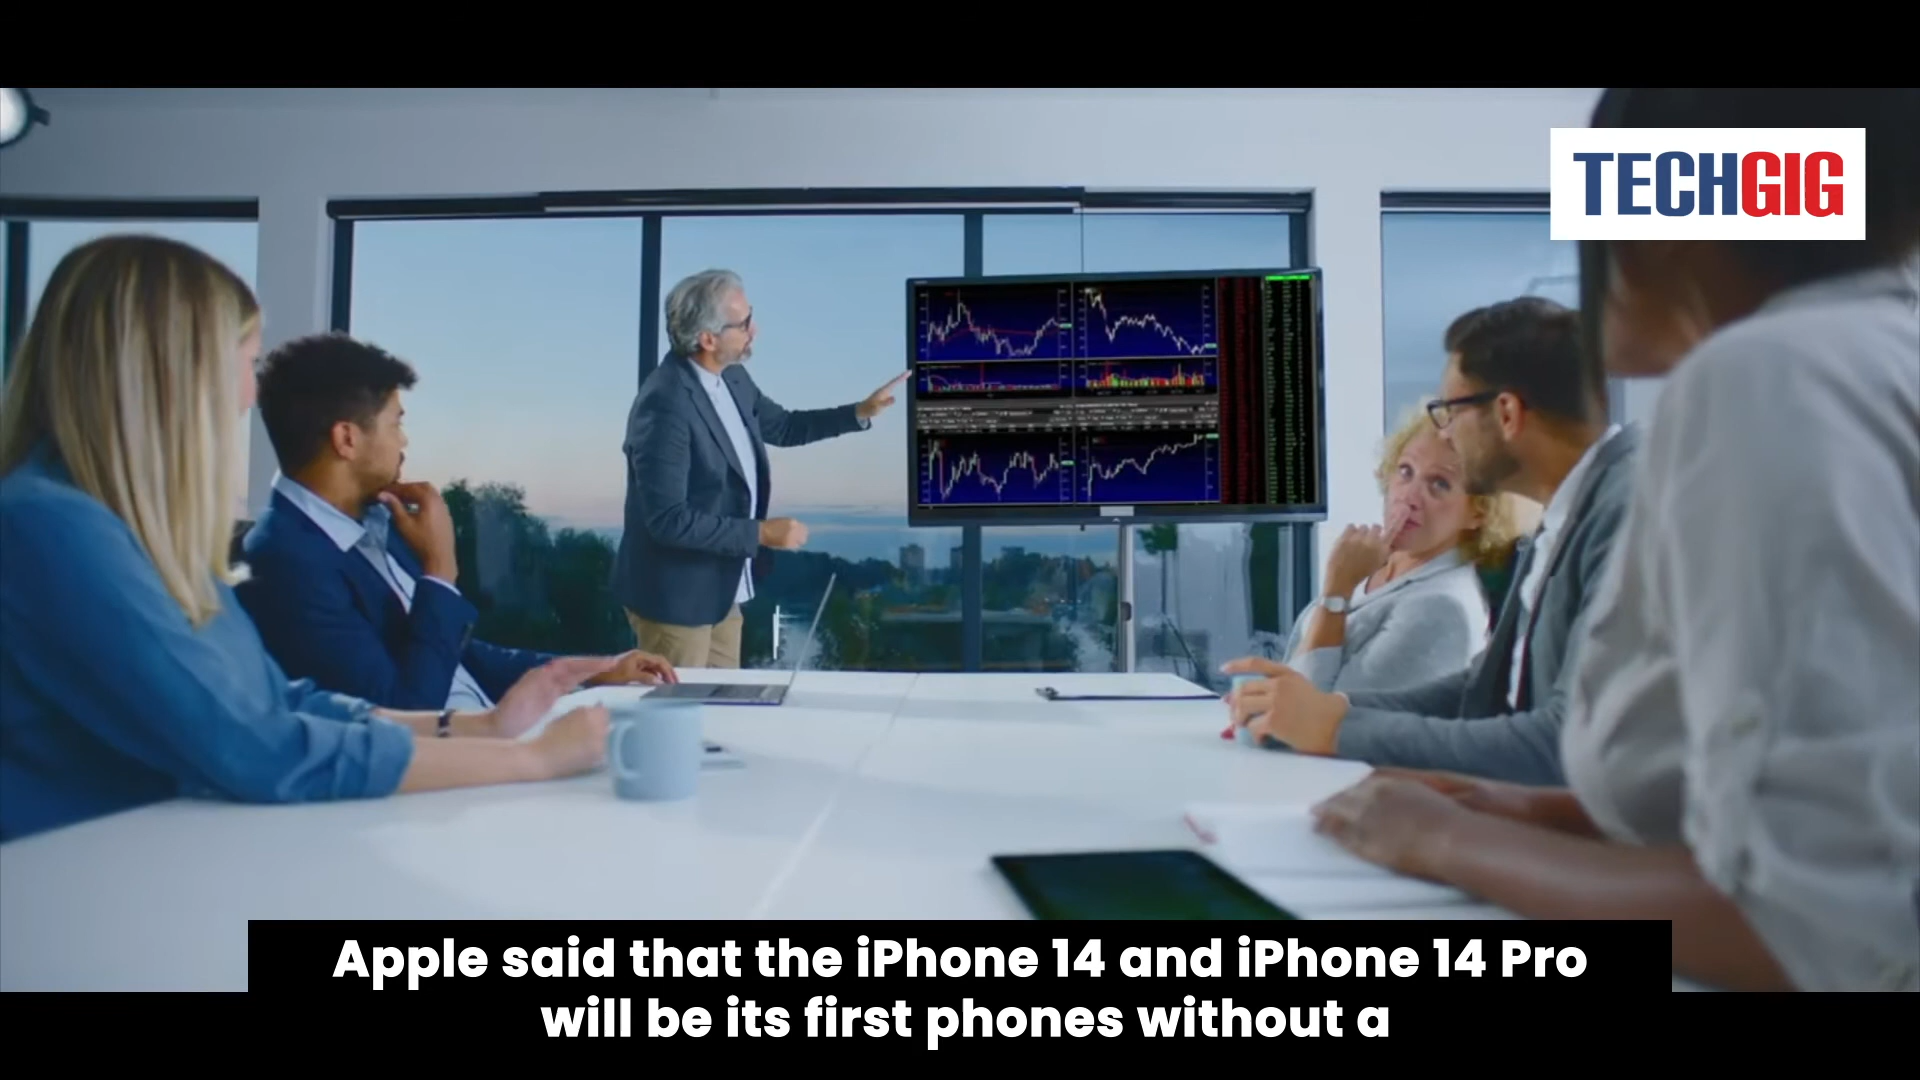 TECHGIG
Apple said that the iPhone 14 and iPhone 14 Pro
will be its first phones without a